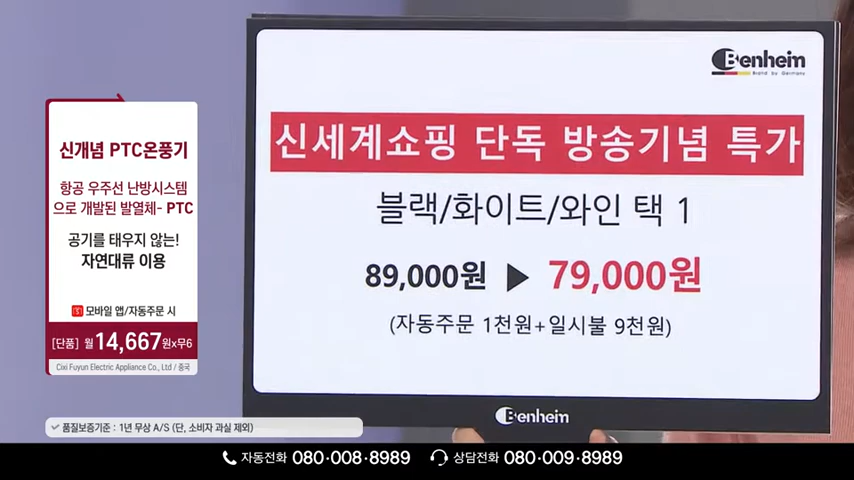 신개념 PTC온풍기
항공 우주선 난방시스템
으로 개발된 발열체- PTC
공기를 태우지 않는!
자연대류 이용
모바일 앱/자동주문 시
[단품] 월 14,667원x무6
Cixi Fuyun Electric Appliance Co., Ltd / 중국
Benheim
Brand by Germany
신세계쇼핑 단독 방송기념 특가
블랙/화이트/와인 택 1
89,000원 ▶ 79,000원
(자동주문 1천원+일시불 9천원)
Benheim
품질보증기준 : 1년 무상 A/S (단, 소비자 과실 제외)
자동전화 080·008·8989 상담전화 080·009·8989